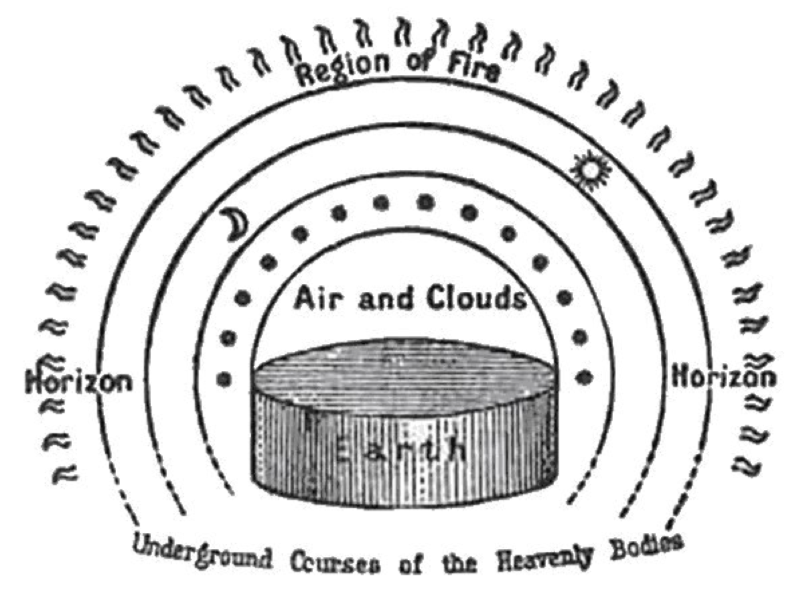 Region of Fire
Air and Clouds
Horizon
Horizon
Earth
Underground Courses of the Heavenly Bodies